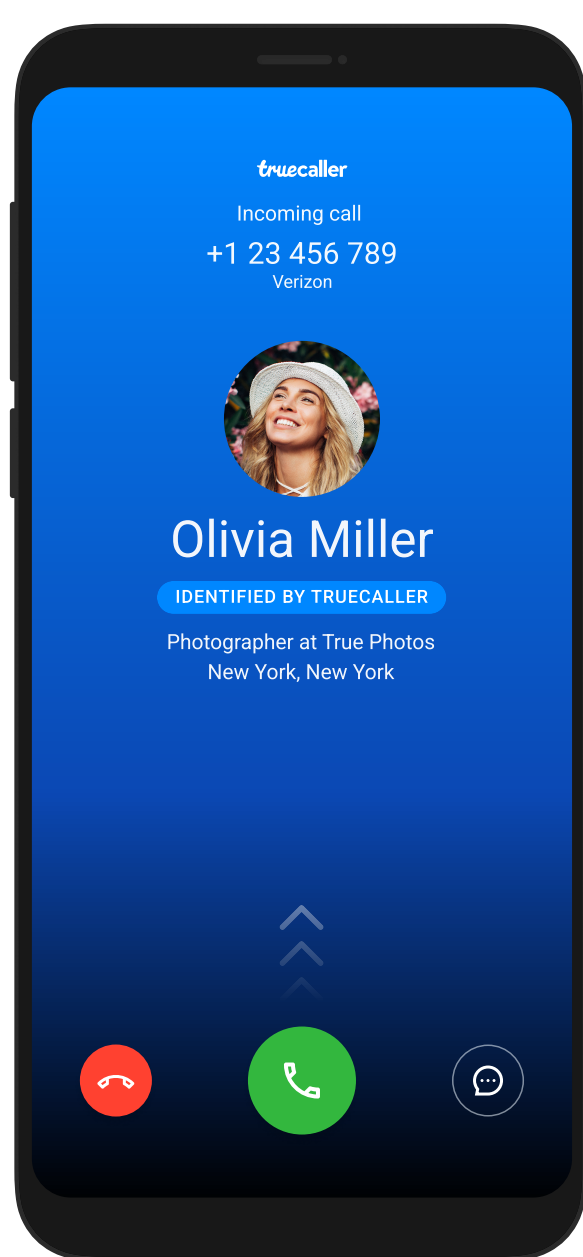 truecaller
Incoming call
+1 23 456 789
Verizon
Olivia Miller
IDENTIFIED BY TRUECALLER
Photographer at True Photos
New York, New York